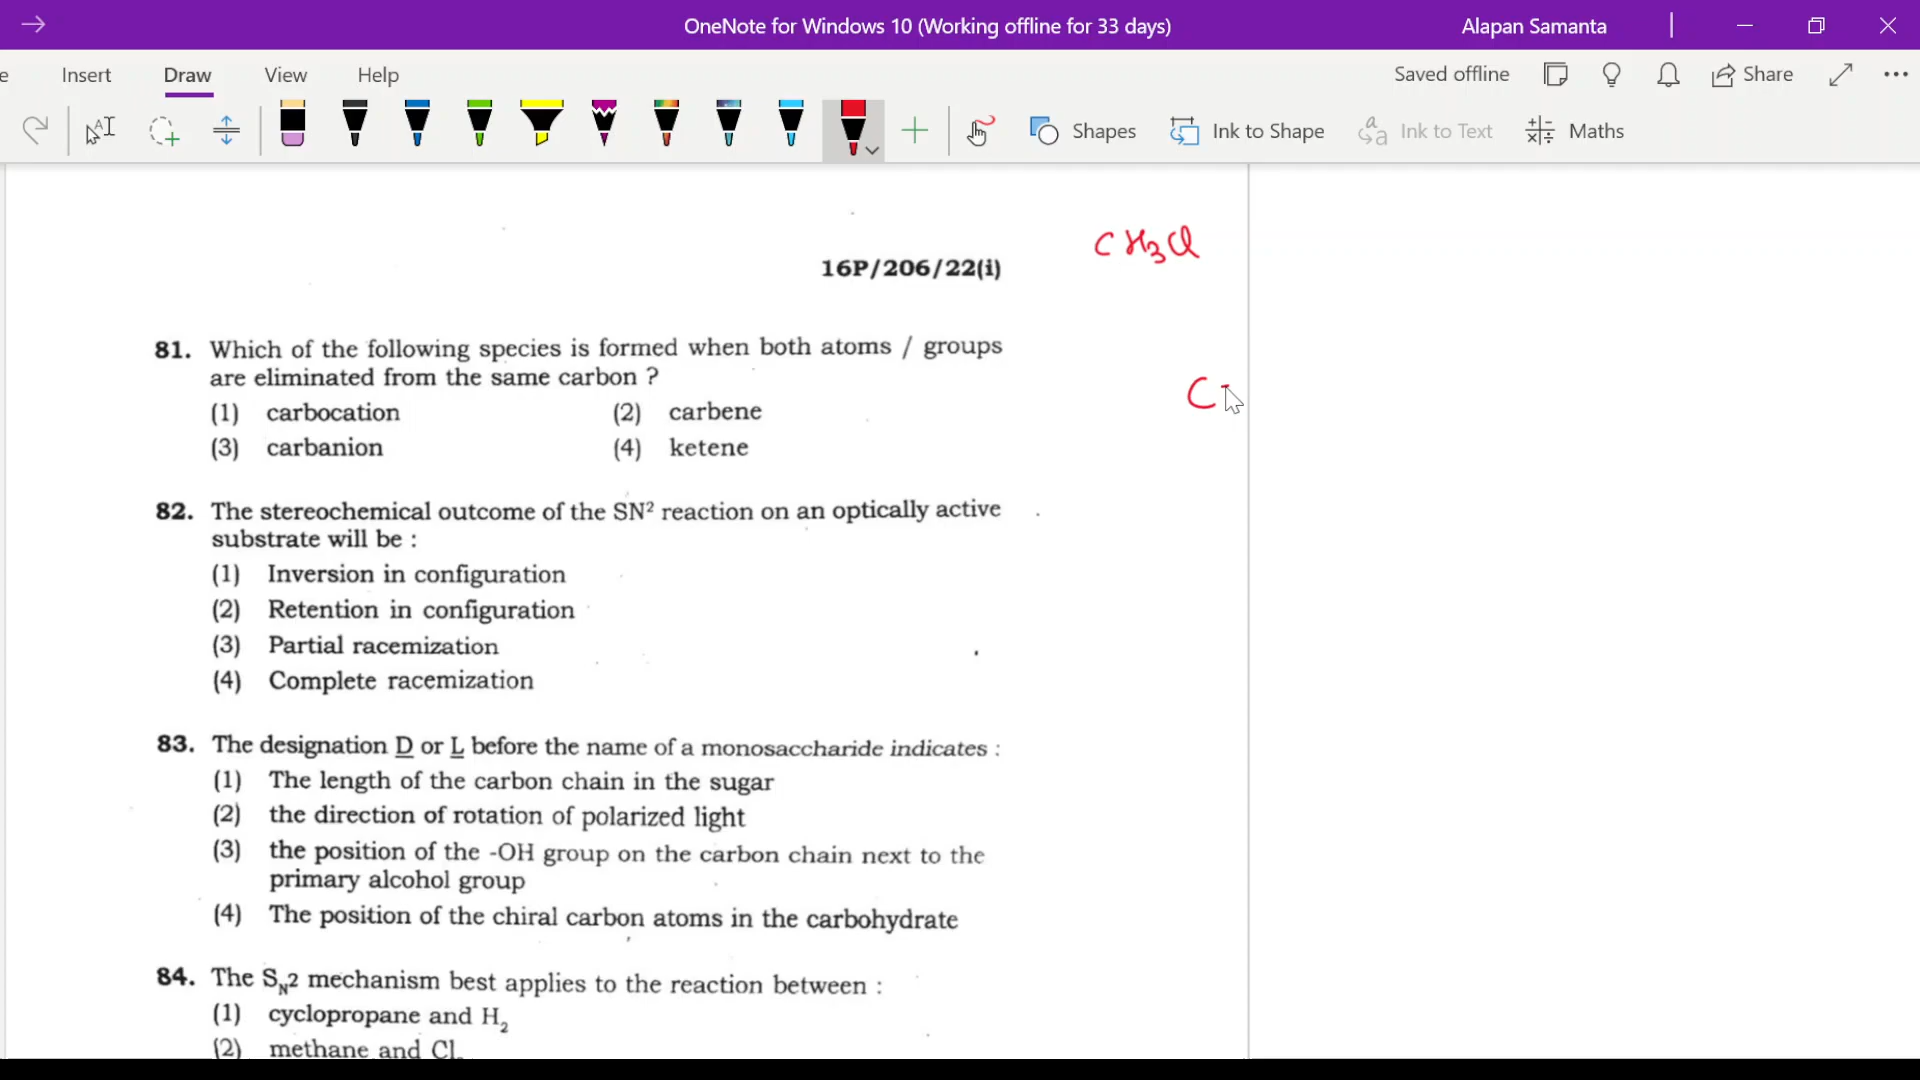 OneNote for Windows 10 (Working offline for 33 days)
Alapan Samanta
e Insert Draw View Help
Saved offline Share
Shapes Ink to Shape Ink to Text Maths
CH3Cl
16P/206/22(i)
81. Which of the following species is formed when both atoms / groups
are eliminated from the same carbon ?
(1) carbocation (2) carbene
(3) carbanion (4) ketene
C
82. The stereochemical outcome of the SN² reaction on an optically active
substrate will be :
(1) Inversion in configuration
(2) Retention in configuration
(3) Partial racemization
(4) Complete racemization
83. The designation D or L before the name of a monosaccharide indicates :
(1) The length of the carbon chain in the sugar
(2) the direction of rotation of polarized light
(3) the position of the -OH group on the carbon chain next to the
primary alcohol group
(4) The position of the chiral carbon atoms in the carbohydrate
84. The SN2 mechanism best applies to the reaction between :
(1) cyclopropane and H2
(2) methane and Cl